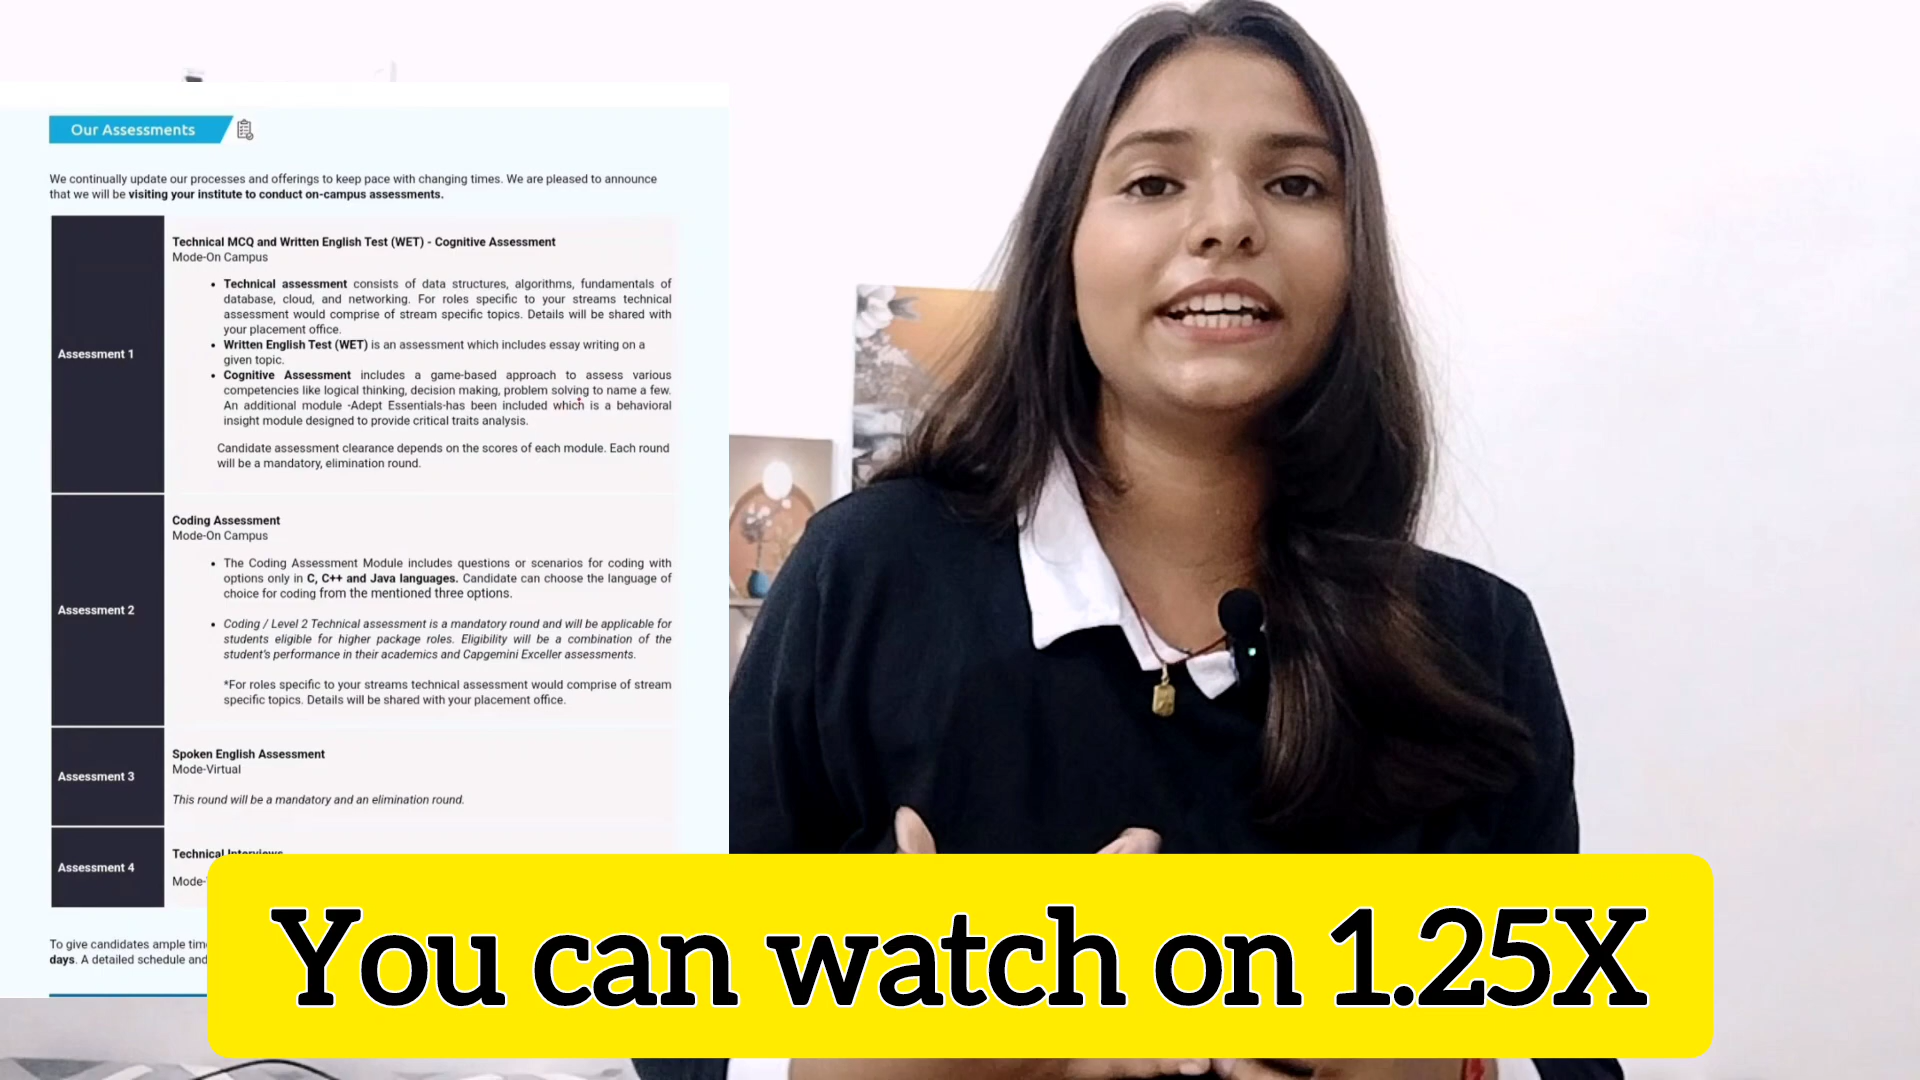 Our Assessments
We continually update our processes and offerings to keep pace with changing times. We are pleased to announce
that we will be visiting your institute to conduct on-campus assessments.
Assessment 1
Technical MCQ and Written English Test (WET) - Cognitive Assessment
Mode-On Campus
• Technical assessment consists of data structures, algorithms, fundamentals of
database, cloud, and networking. For roles specific to your streams technical
assessment would comprise of stream specific topics. Details will be shared with
your placement office.
• Written English Test (WET) is an assessment which includes essay writing on a
given topic.
• Cognitive Assessment includes a game-based approach to assess various
competencies like logical thinking, decision making, problem solving to name a few.
An additional module -Adept Essentials-has been included which is a behavioral
insight module designed to provide critical traits analysis.
Candidate assessment clearance depends on the scores of each module. Each round
will be a mandatory, elimination round.
Assessment 2
Coding Assessment
Mode-On Campus
• The Coding Assessment Module includes questions or scenarios for coding with
options only in C, C++ and Java languages. Candidate can choose the language of
choice for coding from the mentioned three options.
• Coding / Level 2 Technical assessment is a mandatory round and will be applicable for
students eligible for higher package roles. Eligibility will be a combination of the
student's performance in their academics and Capgemini Exceller assessments.
*For roles specific to your streams technical assessment would comprise of stream
specific topics. Details will be shared with your placement office.
Assessment 3
Spoken English Assessment
Mode-Virtual
This round will be a mandatory and an elimination round.
Assessment 4
Technical Interviews
Mode-
To give candidates ample
days. A detailed schedule and
You can watch on 1.25X